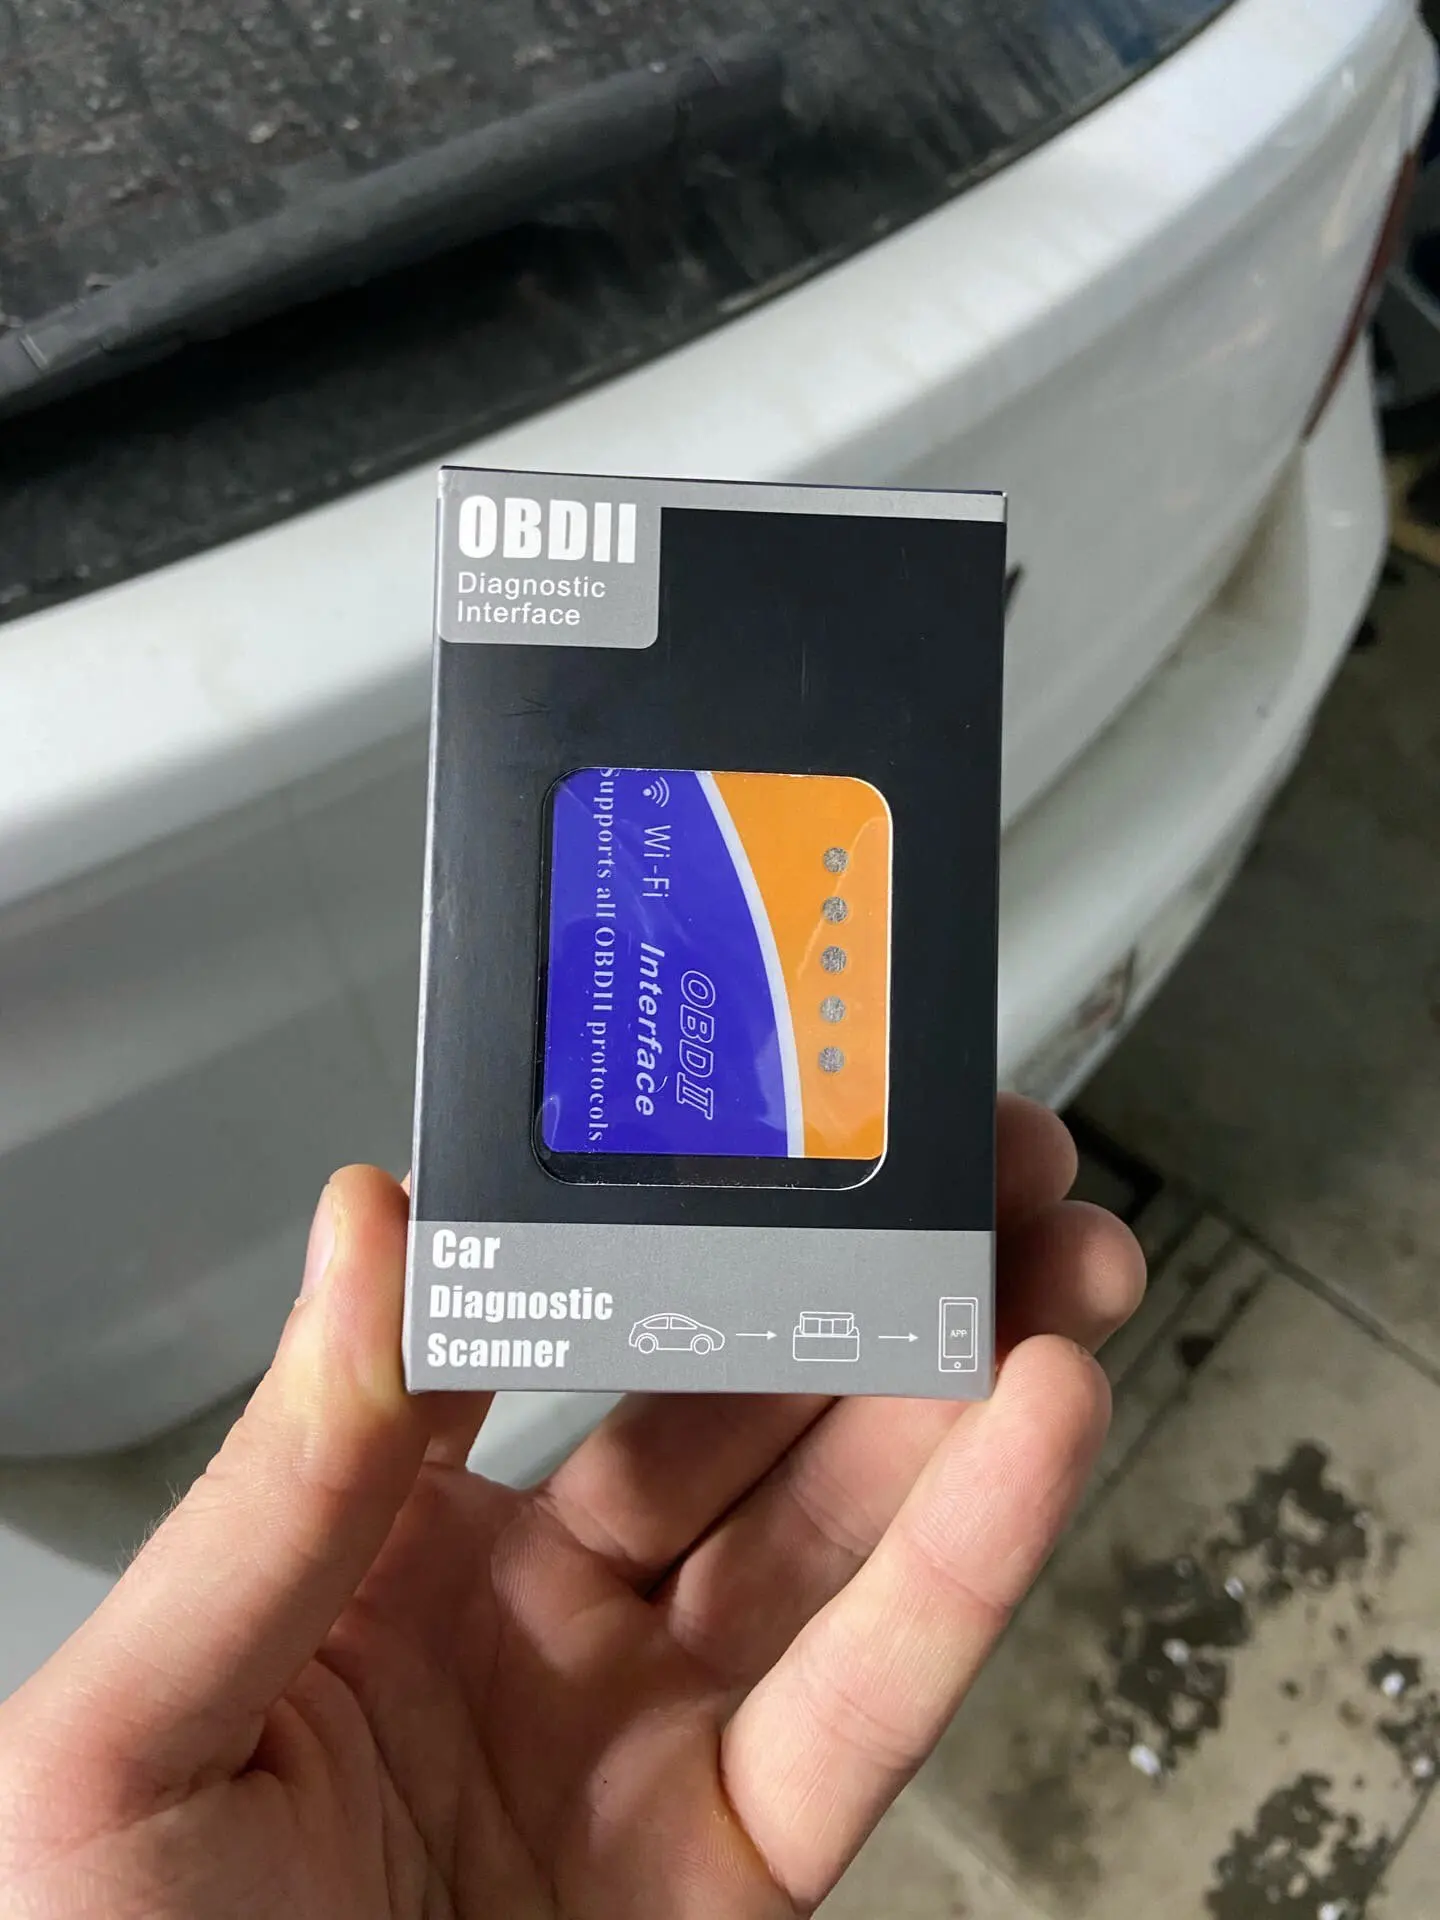 OBDII
Diagnostic
Interface
Wi-Fi
OBDII
Interface
Supports all OBDII protocols
Car
Diagnostic
Scanner
APP